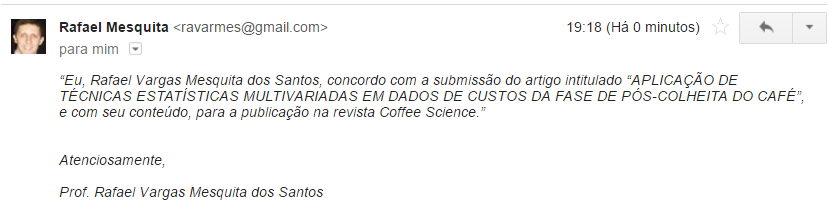 Rafael Mesquita <ravarmes@gmail.com> 19:18 (Há 0 minutos)
para mim
“Eu, Rafael Vargas Mesquita dos Santos, concordo com a submissão do artigo intitulado “APLICAÇÃO DE
TÉCNICAS ESTATÍSTICAS MULTIVARIADAS EM DADOS DE CUSTOS DA FASE DE PÓS-COLHEITA DO CAFÉ”,
e com seu conteúdo, para a publicação na revista Coffee Science.”
Atenciosamente,
Prof. Rafael Vargas Mesquita dos Santos